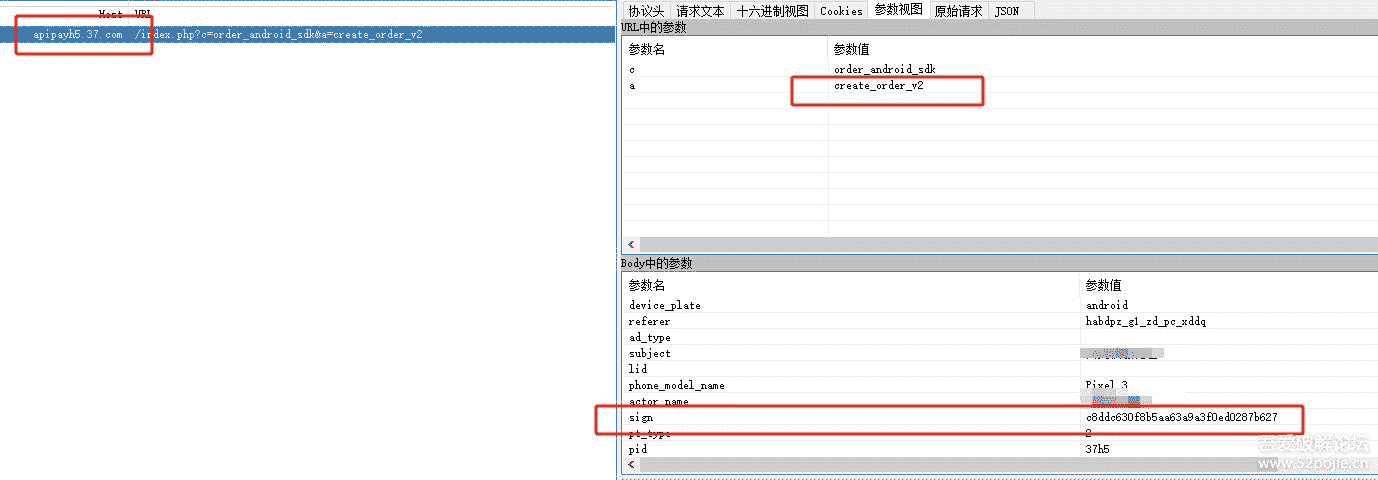 Host URL
apipayh5.37.com /index.php?c=order_android_sdk&a=create_order_v2
协议头 请求文本 十六进制视图 Cookies 参数视图 原始请求 JSON
URL中的参数
参数名 参数值
c order_android_sdk
a create_order_v2
Body中的参数
参数名 参数值
device_plate android
referer habdpz_g1_zd_pc_xddq
ad_type
subject
lid
phone_model_name Pixel 3
actor_name
sign c8ddc630f8b5aa63a9a3f0ed0287b627
pt_type 2
pid 37h5
吾爱破解论坛
www.52pojie.cn